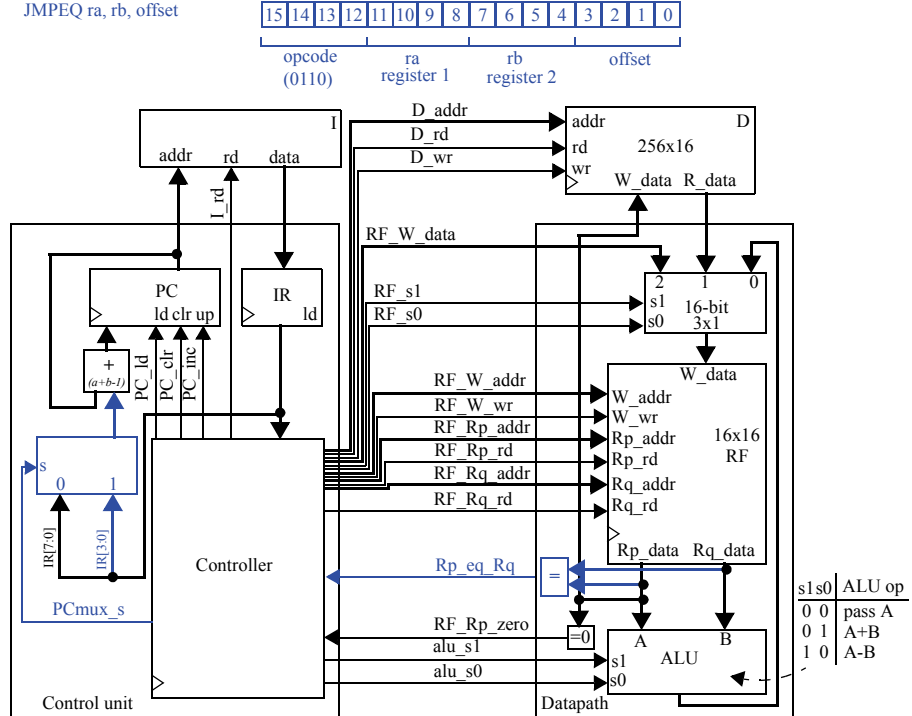 JMPEQ ra, rb, offset
15 14 13 12 11 10 9 8 7 6 5 4 3 2 1 0
opcode ra rb offset
(0110) register 1 register 2
D_addr
D_rd
D_wr
I
addr rd data
I_rd
D
addr
256x16
rd
wr
W_data R_data
RF_W_data
PC
ld clr up
IR
ld
RF_s1
RF_s0
2 1 0
s1
s0
16-bit
3x1
+
(a+b-1)
PC_ld
PC_clr
PC_inc
RF_W_addr
RF_W_wr
RF_Rp_addr
RF_Rp_rd
RF_Rq_addr
RF_Rq_rd
W_data
W_addr
W_wr
Rp_addr
Rp_rd
Rq_addr
Rq_rd
16x16
RF
Rp_data Rq_data
s
0 1
IR[7:0]
IR[3:0]
PCmux_s
Controller
Rp_eq_Rq
=
RF_Rp_zero
=0
alu_s1
alu_s0
A B
ALU
s1
s0
s1s0 ALU op
0 0 pass A
0 1 A+B
1 0 A-B
Control unit
Datapath